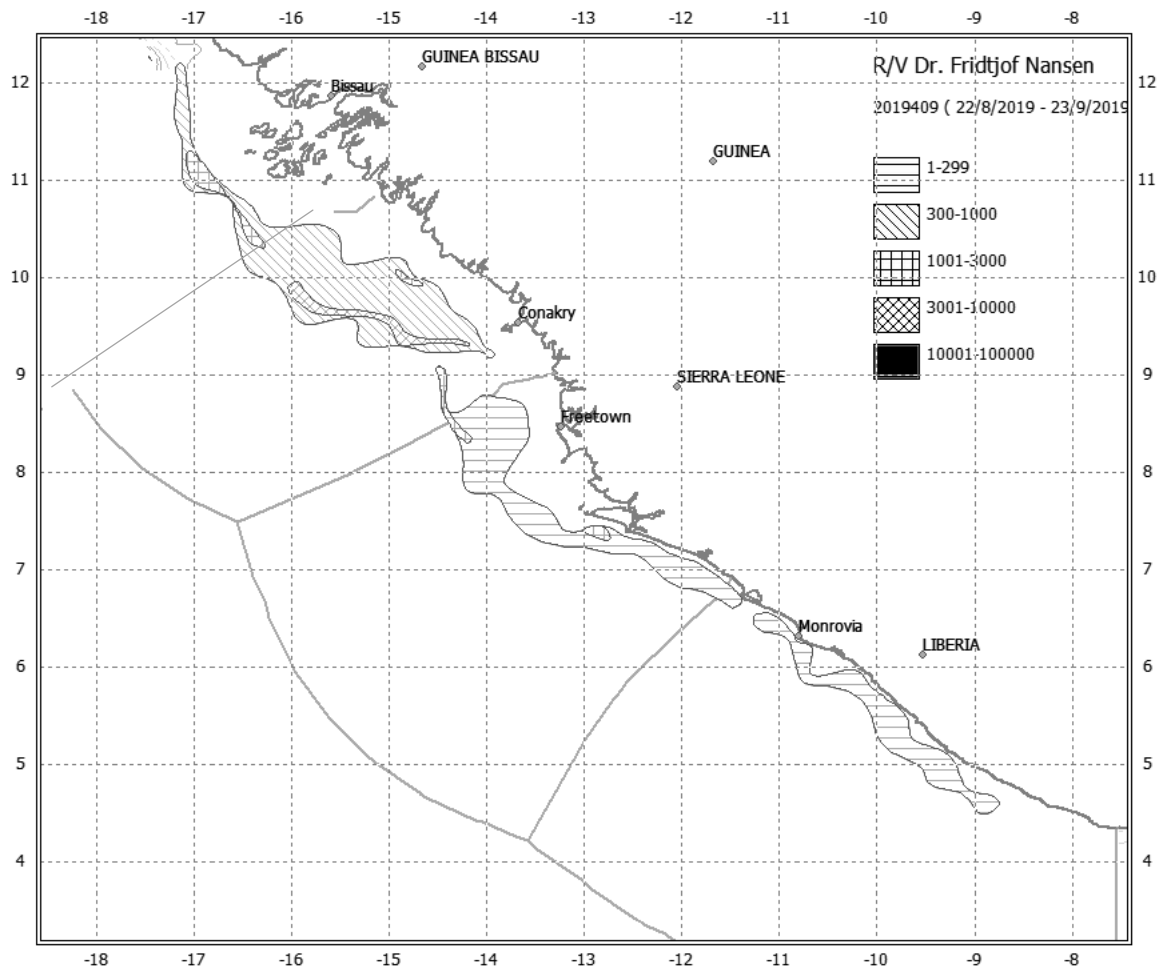 -18 -17 -16 -15 -14 -13 -12 -11 -10 -9 -8
GUINEA BISSAU
R/V Dr. Fridtjof Nansen
12 Bissau 12
2019409 ( 22/8/2019 - 23/9/2019
GUINEA
1-299
11 11
300-1000
1001-3000
10 10
3001-10000
Conakry
10001-100000
9 SIERRA LEONE 9
Freetown
8 8
7 7
Monrovia
LIBERIA
6 6
5 5
4 4
-18 -17 -16 -15 -14 -13 -12 -11 -10 -9 -8